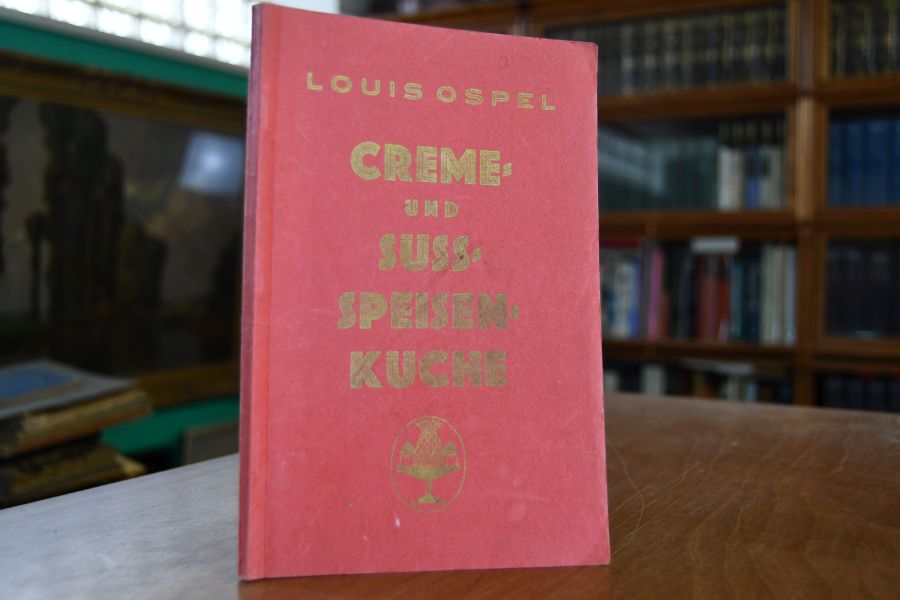 LOUIS OSPEL
CREME-
UND
SUSS-
SPEISEN-
KUCHE